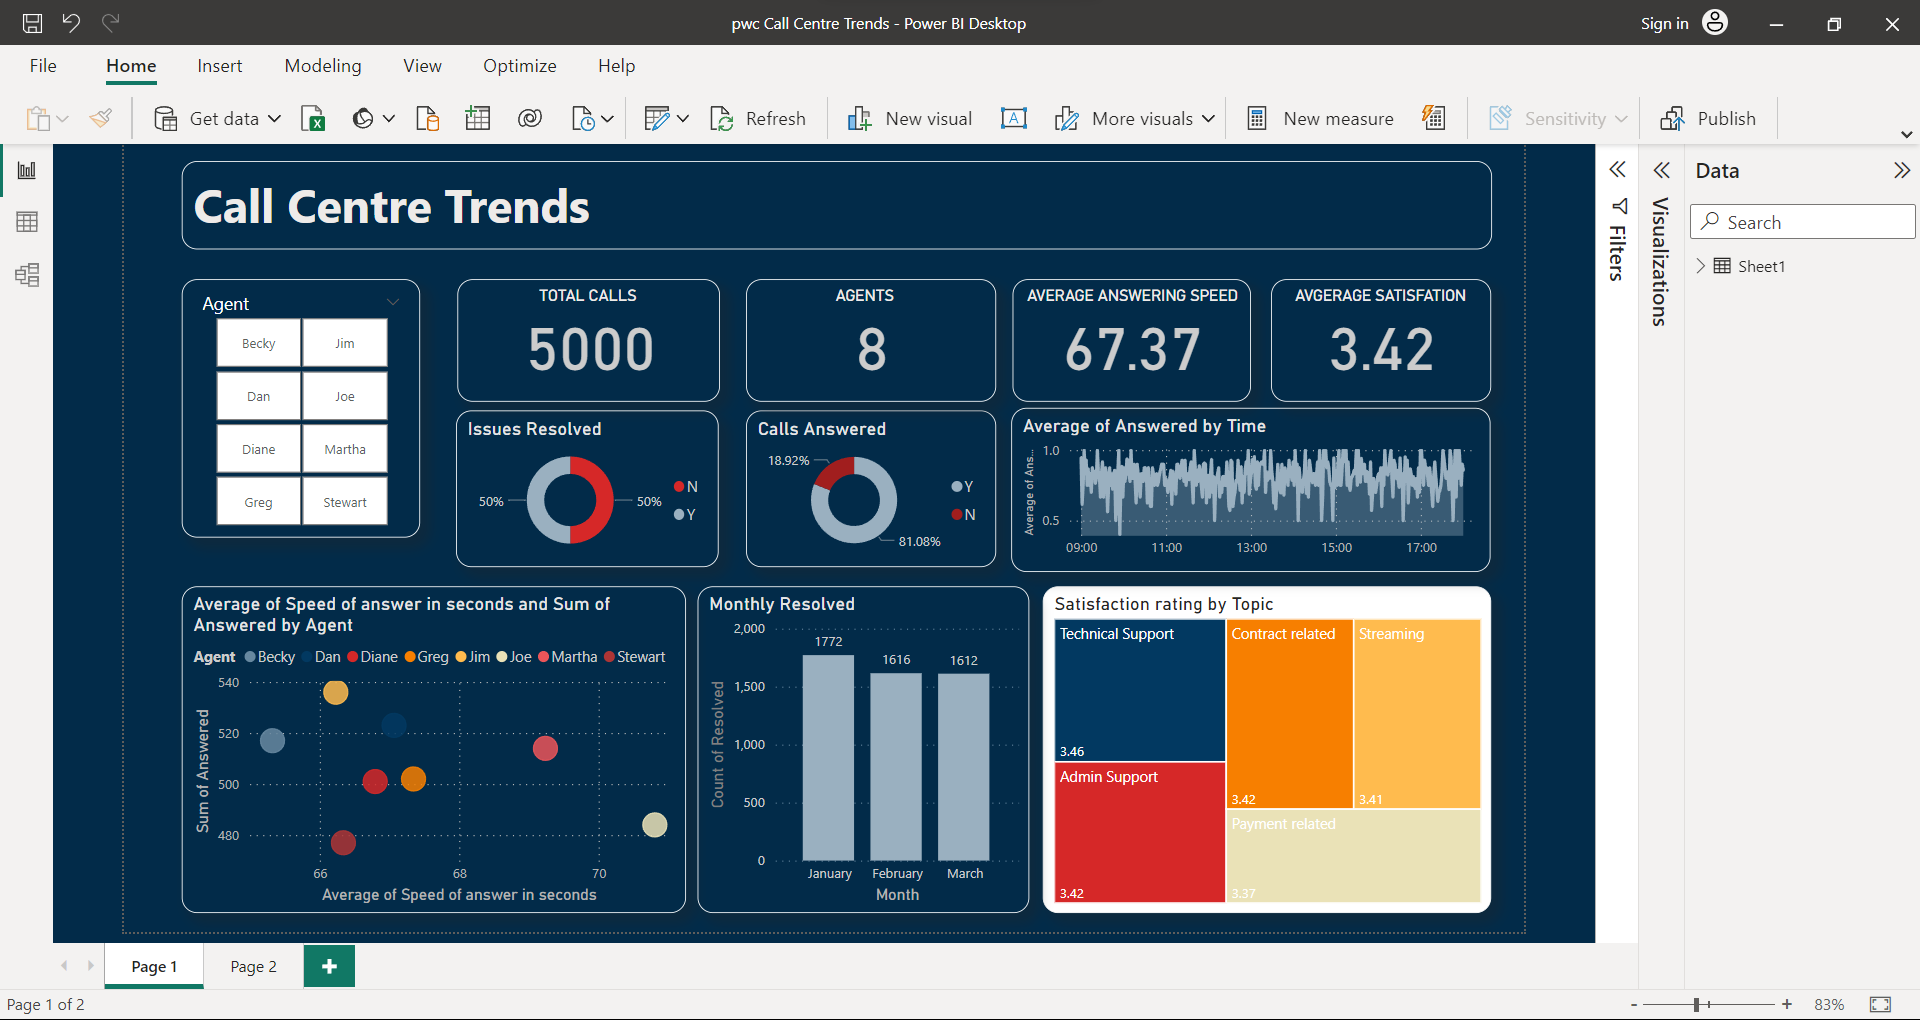 pwc Call Centre Trends - Power BI Desktop
Sign in
File Home Insert Modeling View Optimize Help
Get data Refresh New visual More visuals New measure Sensitivity Publish
Call Centre Trends
Agent
Becky Jim
Dan Joe
Diane Martha
Greg Stewart
TOTAL CALLS
5000
AGENTS
8
AVERAGE ANSWERING SPEED
67.37
AVGERAGE SATISFATION
3.42
Issues Resolved
50%
50%
N
Y
Calls Answered
18.92%
81.08%
Y
N
Average of Answered by Time
Average of Ans...
1.0
0.5
09:00 11:00 13:00 15:00 17:00
Average of Speed of answer in seconds and Sum of
Answered by Agent
Agent Becky Dan Diane Greg Jim Joe Martha Stewart
Sum of Answered
540
520
500
480
66 68 70
Average of Speed of answer in seconds
Monthly Resolved
Count of Resolved
2,000
1,500
1,000
500
0
1772
1616
1612
January February March
Month
Satisfaction rating by Topic
Technical Support
3.46
Admin Support
3.42
Contract related
3.42
Streaming
3.41
Payment related
3.37
Filters
Visualizations
Data
Search
Sheet1
Page 1 Page 2
Page 1 of 2
83%